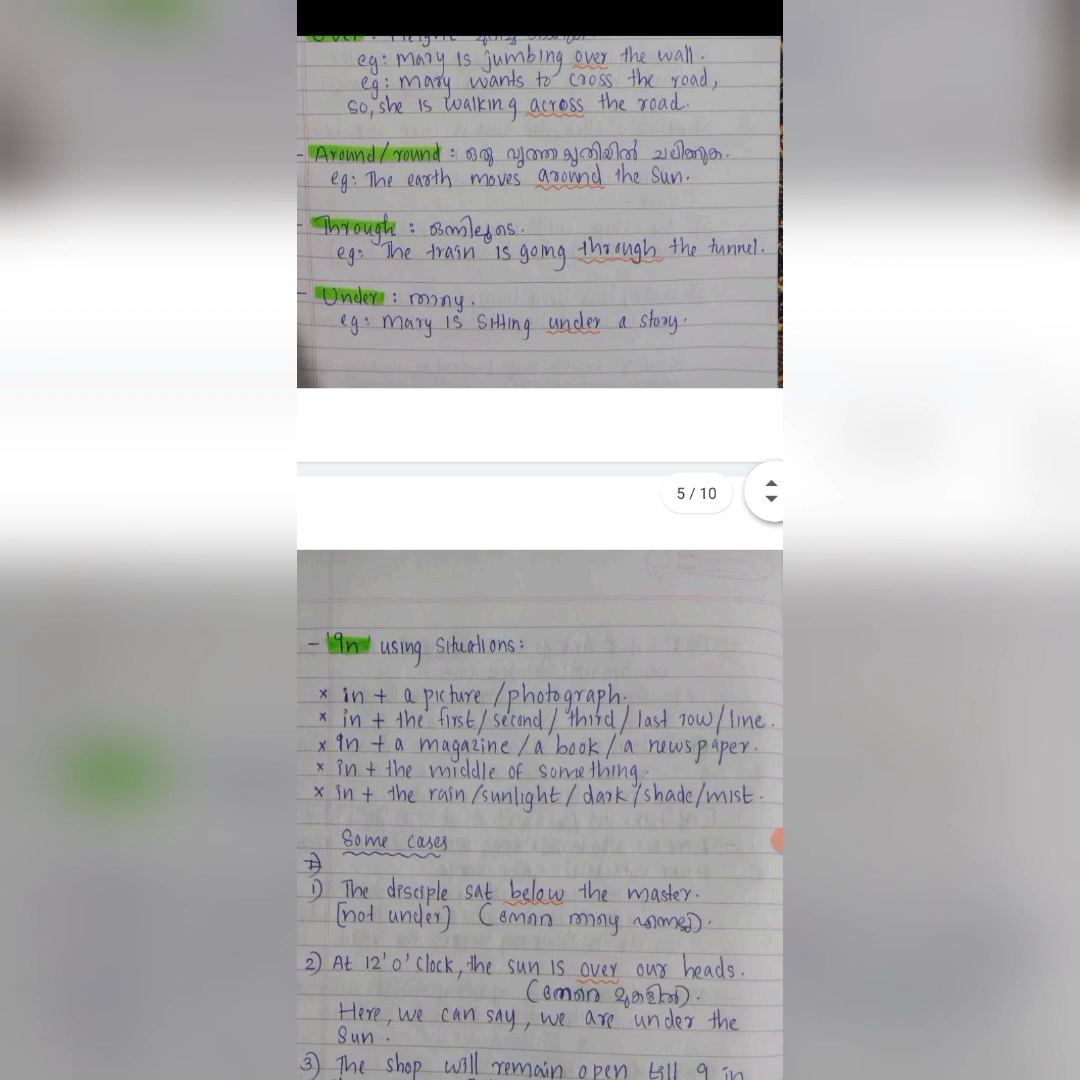 Over :
eg: mary is jumbing over the wall.
eg: mary wants to cross the road,
so, she is walking across the road.
- Around/round : ഒരു വൃത്താകൃതിയിൽ ചലിക്കുക.
eg: The earth moves around the Sun.
- Through :
eg: The train is going through the tunnel.
- Under : താഴെ.
eg: Mary is sitting under a story.
5 / 10
- 'In' using situations:
x in + a picture / photograph.
x in + the first / second / third / last row / line.
x In + a magazine / a book / a newspaper.
x in + the middle of something.
x in + the rain / sunlight / dark / shade / mist.
Some cases
1) The disciple sat below the master.
[not under] (നേരെ താഴെ അല്ല).
2) At 12'o'clock, the sun is over our heads.
(നേരെ മുകളിൽ).
Here, we can say, we are under the
Sun.
3) The shop will remain open till 9 in